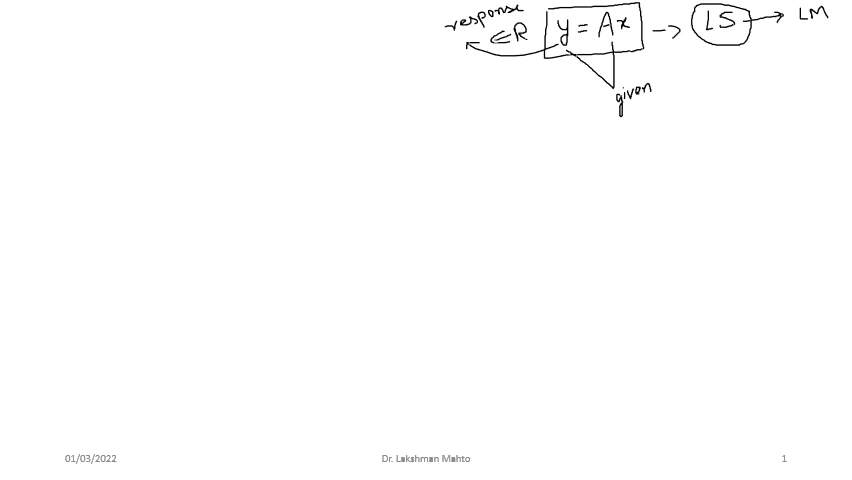 response
∈R y = Ax → LS → LM
given
01/03/2022 Dr. Lakshman Mahto 1